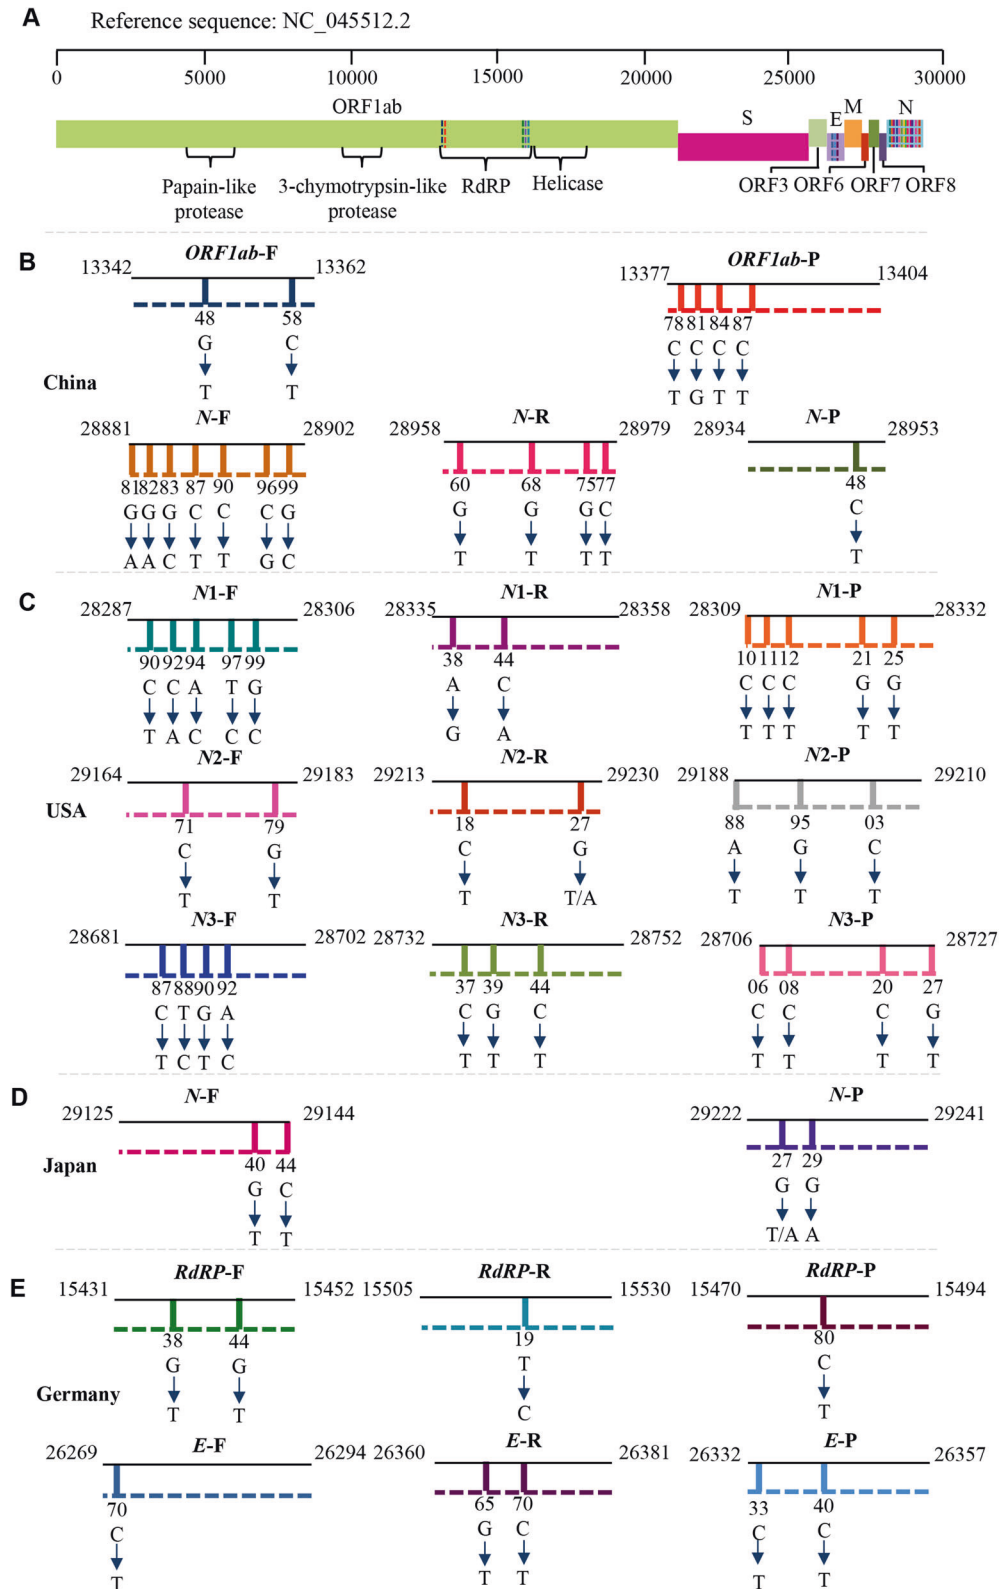 A Reference sequence: NC_045512.2
0 5000 10000 15000 20000 25000 30000
ORF1ab S E M N
Papain-like protease 3-chymotrypsin-like protease RdRP Helicase ORF3 ORF6 ORF7 ORF8
B
China
ORF1ab-F
13342 13362
48 58
G C
T T
ORF1ab-P
13377 13404
78 81 84 87
C C C C
T G T T
N-F
28881 28902
81 82 83 87 90 96 99
G G G C C C G
A A C T T G C
N-R
28958 28979
60 68 75 77
G G G C
T T T T
N-P
28934 28953
48
C
T
C
USA
N1-F
28287 28306
90 92 94 97 99
C C A T G
T A C C C
N1-R
28335 28358
38 44
A C
G A
N1-P
28309 28332
10 11 12 21 25
C C C G G
T T T T T
N2-F
29164 29183
71 79
C G
T T
N2-R
29213 29230
18 27
C G
T T/A
N2-P
29188 29210
88 95 03
A G C
T T T
N3-F
28681 28702
87 88 90 92
C T G A
T C T C
N3-R
28732 28752
37 39 44
C G C
T T T
N3-P
28706 28727
06 08 20 27
C C C G
T T T T
D
Japan
N-F
29125 29144
40 44
G C
T T
N-P
29222 29241
27 29
G G
T/A A
E
Germany
RdRP-F
15431 15452
38 44
G G
T T
RdRP-R
15505 15530
19
T
C
RdRP-P
15470 15494
80
C
T
E-F
26269 26294
70
C
T
E-R
26360 26381
65 70
G C
T T
E-P
26332 26357
33 40
C C
T T